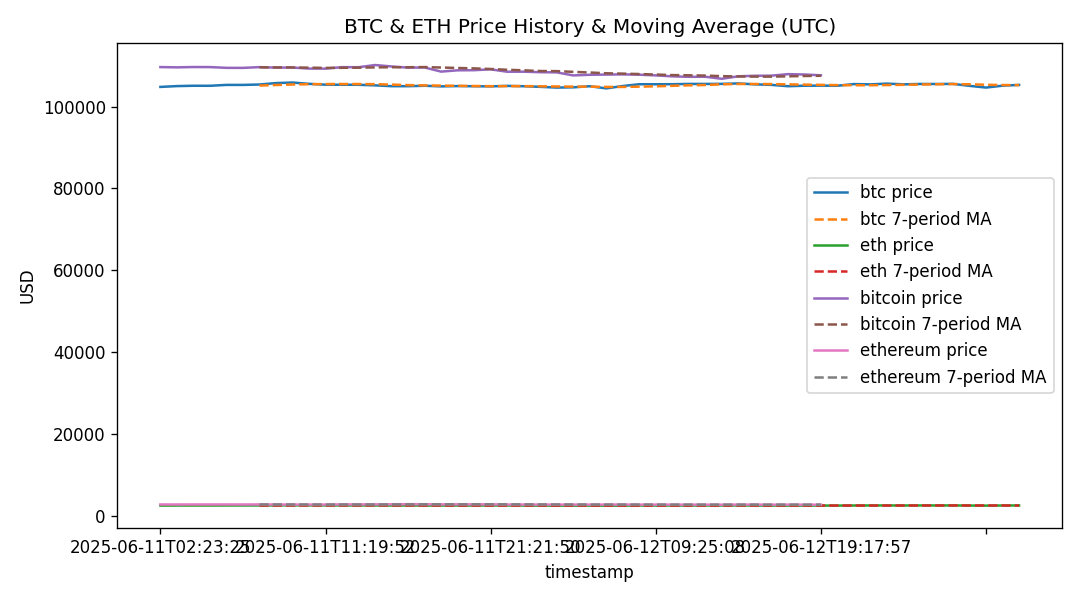 BTC & ETH Price History & Moving Average (UTC)
USD
100000
80000
60000
40000
20000
0
btc price
btc 7-period MA
eth price
eth 7-period MA
bitcoin price
bitcoin 7-period MA
ethereum price
ethereum 7-period MA
2025-06-11T02:23:25
2025-06-11T11:19:52
2025-06-11T21:21:50
2025-06-12T09:25:08
2025-06-12T19:17:57
timestamp